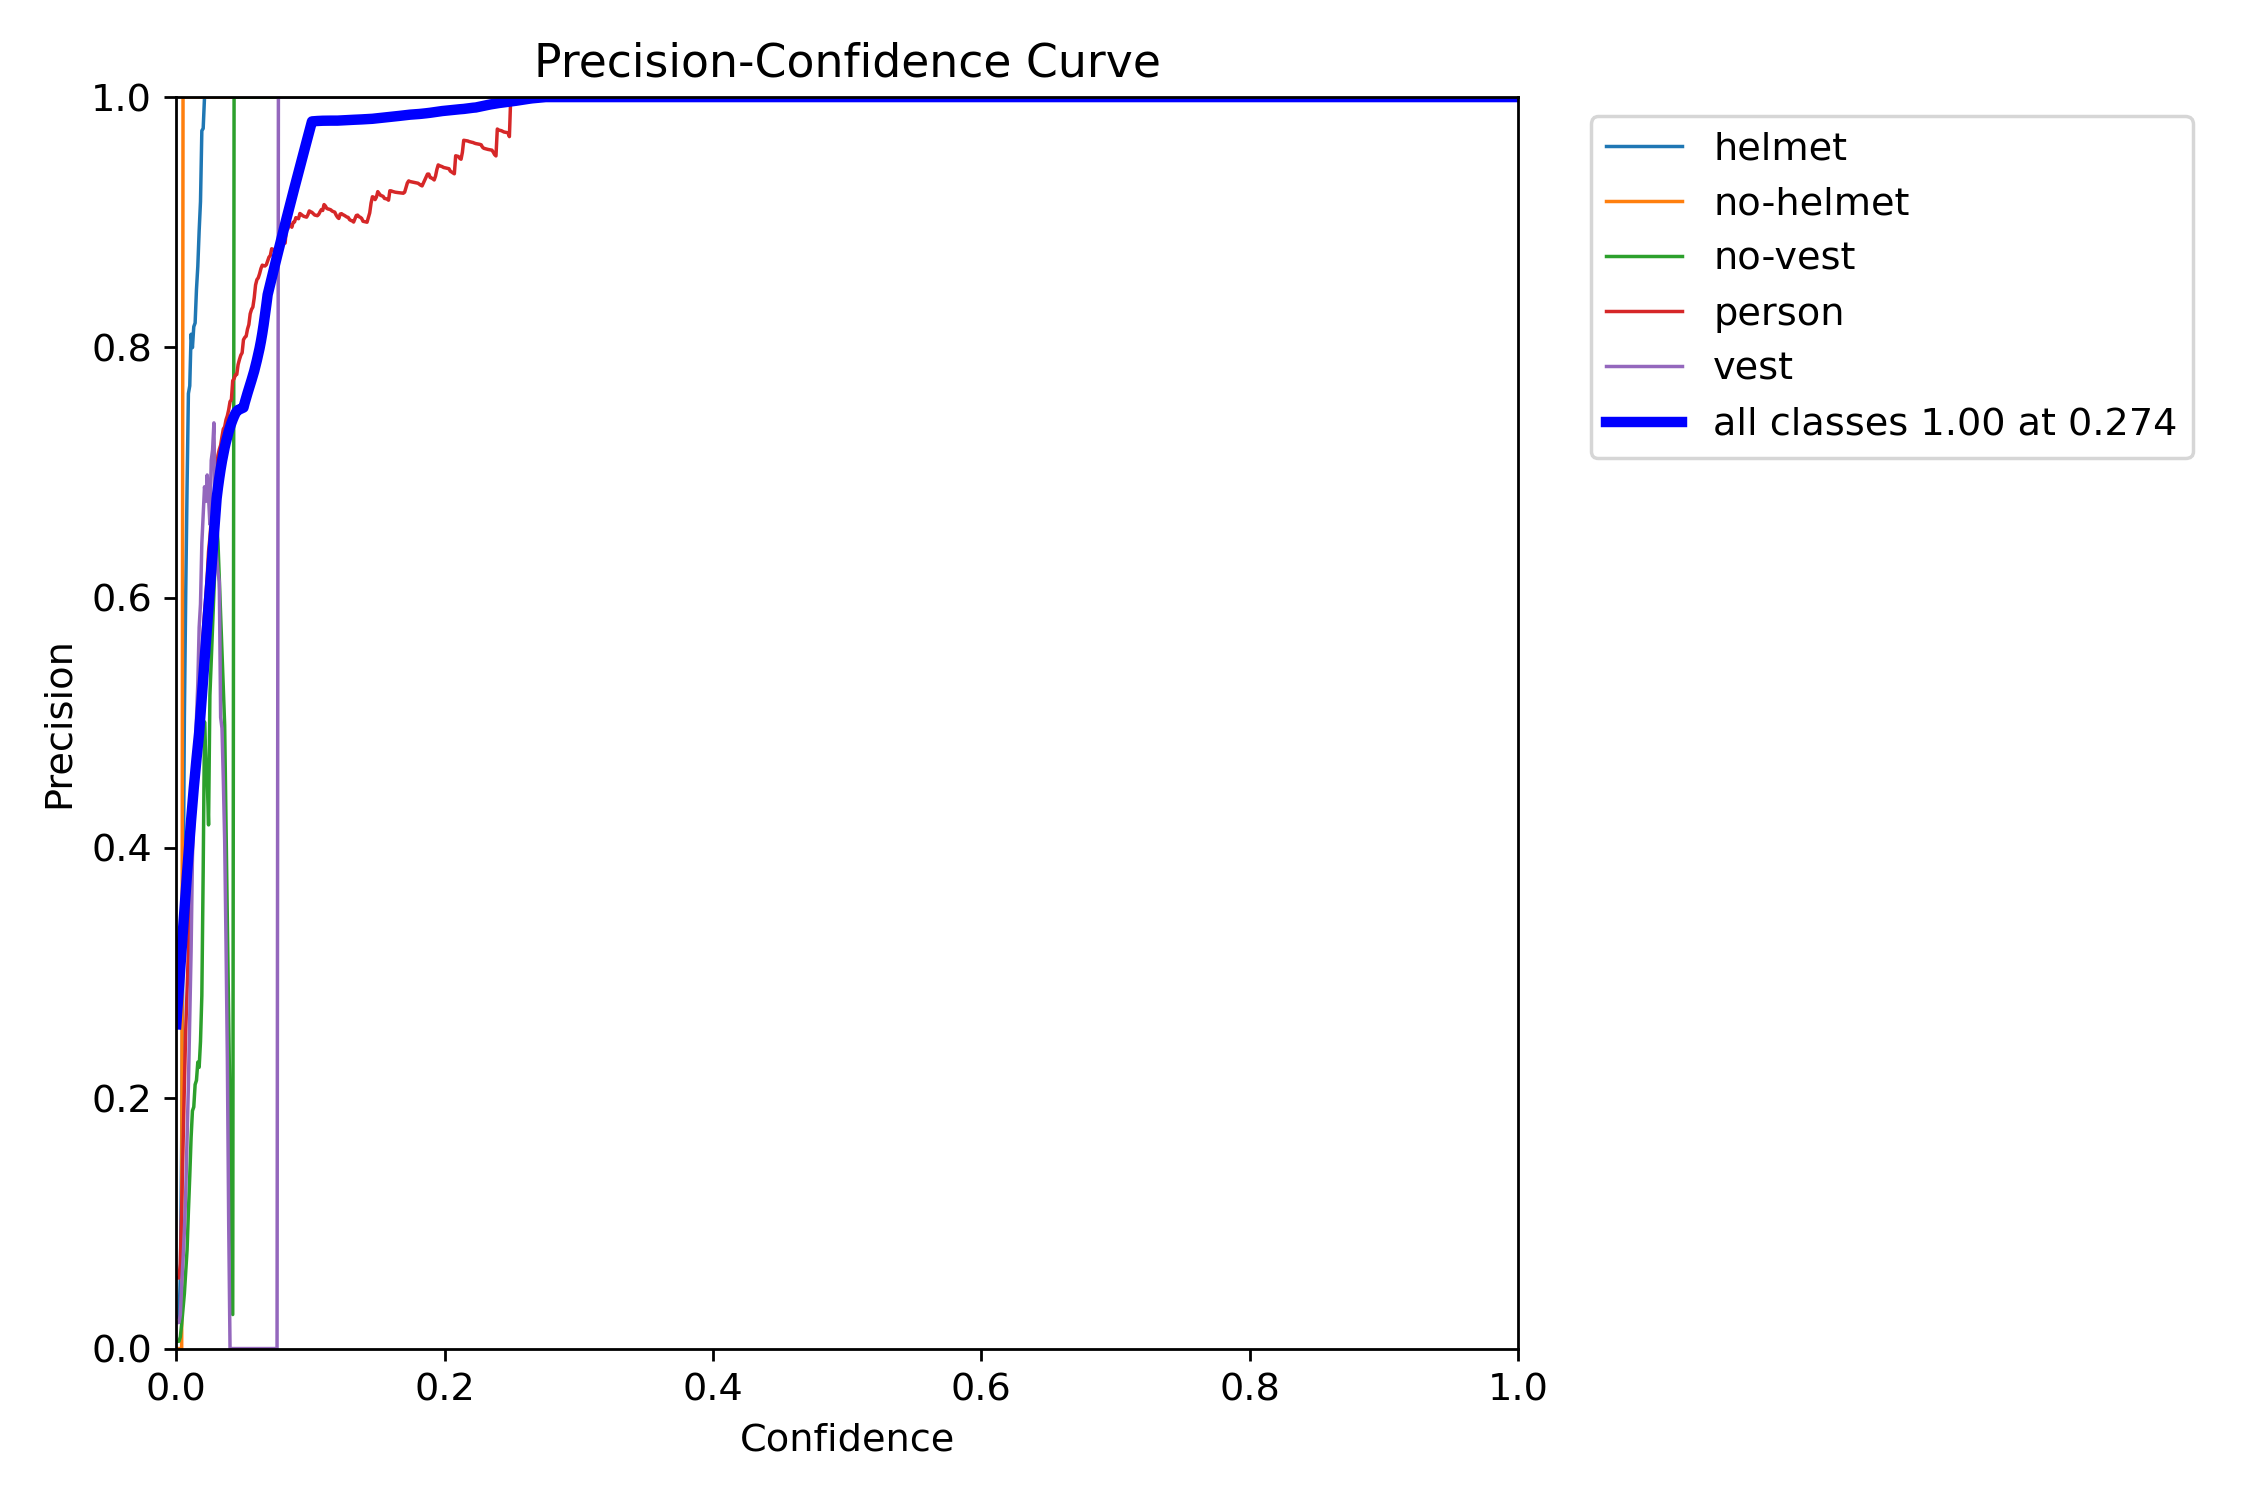 Precision-Confidence Curve
1.0
0.8
0.6
0.4
0.2
0.0
Precision
0.0 0.2 0.4 0.6 0.8 1.0
Confidence
helmet
no-helmet
no-vest
person
vest
all classes 1.00 at 0.274